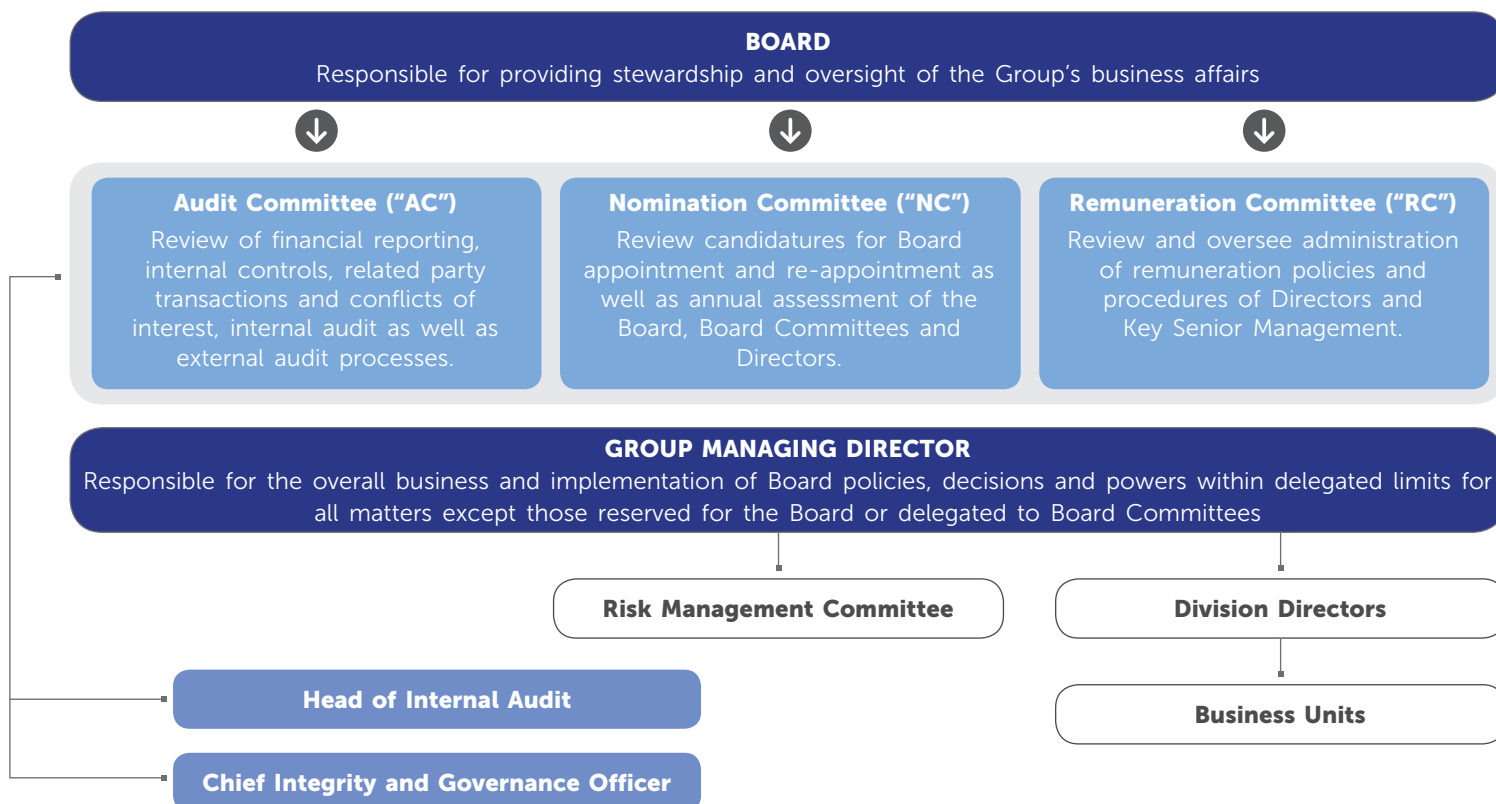 BOARD
Responsible for providing stewardship and oversight of the Group's business affairs
Audit Committee (“AC”)
Review of financial reporting,
internal controls, related party
transactions and conflicts of
interest, internal audit as well as
external audit processes.
Nomination Committee (“NC”)
Review candidatures for Board
appointment and re-appointment as
well as annual assessment of the
Board, Board Committees and
Directors.
Remuneration Committee (“RC”)
Review and oversee administration
of remuneration policies and
procedures of Directors and
Key Senior Management.
GROUP MANAGING DIRECTOR
Responsible for the overall business and implementation of Board policies, decisions and powers within delegated limits for
all matters except those reserved for the Board or delegated to Board Committees
Risk Management Committee
Division Directors
Head of Internal Audit
Business Units
Chief Integrity and Governance Officer